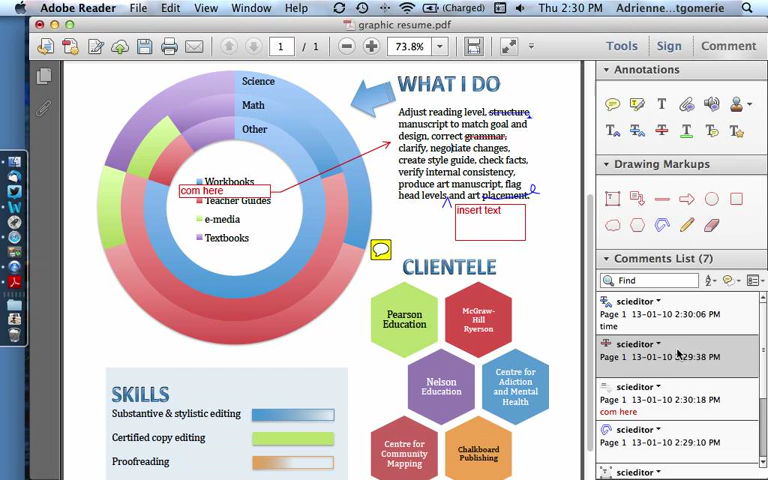 Adobe Reader File Edit View Window Help (Charged) Thu 2:30 PM Adrienne...tgomerie
graphic resume.pdf
1 / 1 73.8% Tools Sign Comment
Science
Math
Other
Workbooks
com here
Teacher Guides
e-media
Textbooks
WHAT I DO
Adjust reading level, structure
manuscript to match goal and
design, correct grammar,
clarify, negotiate changes,
create style guide, check facts,
verify internal consistency,
produce art manuscript, flag
head levels, and art placement.
insert text
CLIENTELE
Pearson
Education
McGraw-
Hill
Ryerson
Nelson
Education
Centre for
Adiction
and Mental
Health
Centre for
Community
Mapping
Chalkboard
Publishing
SKILLS
Substantive & stylistic editing
Certified copy editing
Proofreading
Annotations
T
T T T T T
Drawing Markups
Comments List (7)
Find
scieditor
Page 1 13-01-10 2:30:06 PM
time
scieditor
Page 1 13-01-10 2:29:38 PM
scieditor
Page 1 13-01-10 2:30:18 PM
com here
scieditor
Page 1 13-01-10 2:29:10 PM
scieditor